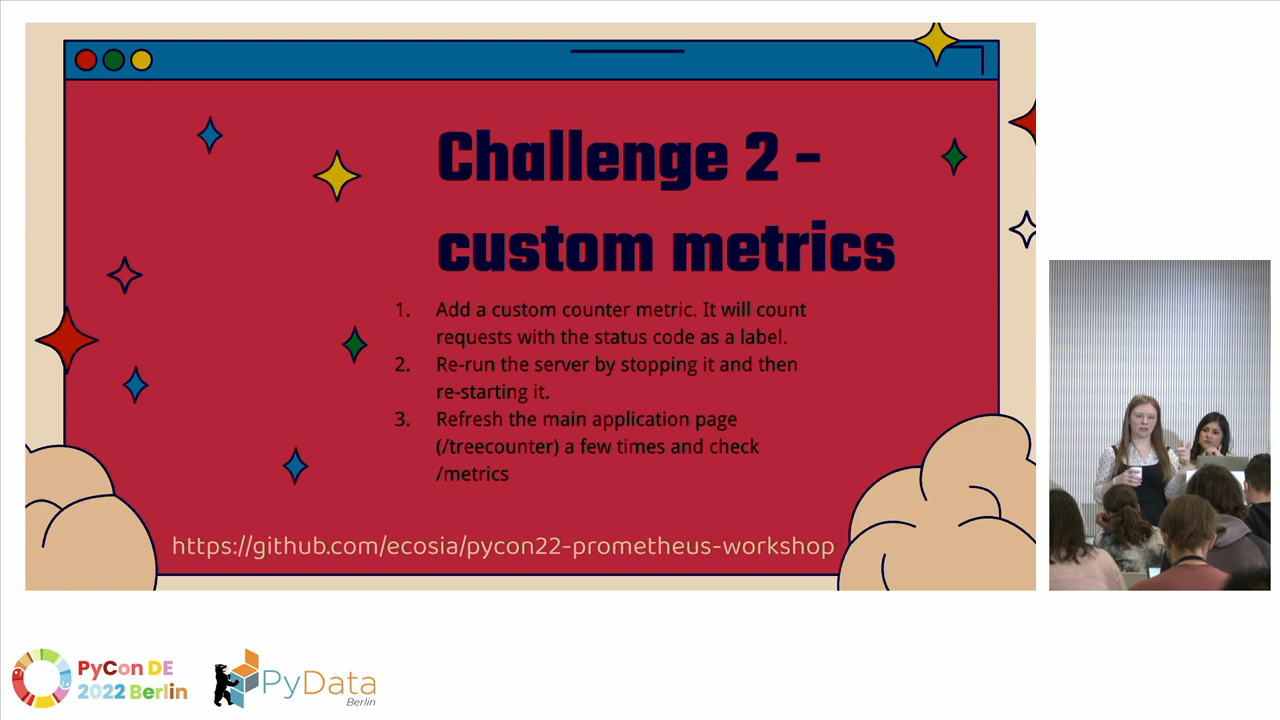 Challenge 2 -
custom metrics
1. Add a custom counter metric. It will count
requests with the status code as a label.
2. Re-run the server by stopping it and then
re-starting it.
3. Refresh the main application page
(/treecounter) a few times and check
/metrics
https://github.com/ecosia/pycon22-prometheus-workshop
PyCon DE
2022 Berlin
PyData
Berlin